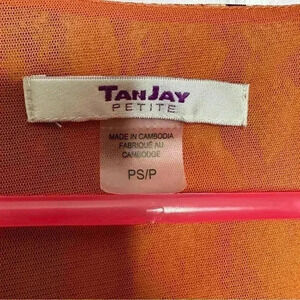 TANJAY
PETITE
MADE IN CAMBODIA
FABRIQUÉ AU
CAMBODGE
PS/P